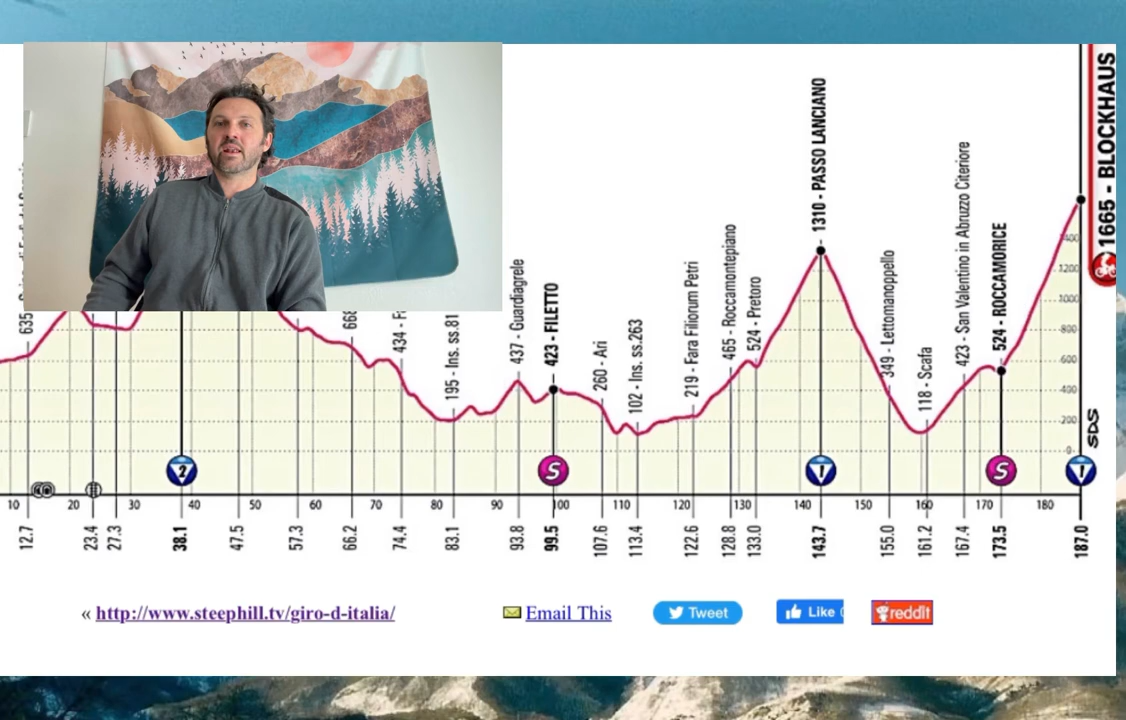 1665 - BLOCKHAUS
1310 - PASSO LANCIANO
423 - San Valentino in Abruzzo Citeriore
524 - ROCCAMORICE
465 - Roccamontepiano
524 - Pretoro
349 - Lettomanoppello
437 - Guardiagrele
423 - FILETTO
219 - Fara Filiorum Petri
102 - Ins. ss.263
195 - Ins. ss.81
260 - Ari
118 - Scafa
635
434 -
1400
1200
1000
800
600
400
200
0
SDS
2 S 1 S 1
10 20 30 40 50 60 70 80 90 100 110 120 130 140 150 160 170 180
12.7 23.4 27.3 38.1 47.5 57.3 66.2 74.4 83.1 93.8 99.5 107.6 113.4 122.6 128.8 133.0 143.7 155.0 161.2 167.4 173.5 187.0
« http://www.steephill.tv/giro-d-italia/ Email This Tweet Like reddit